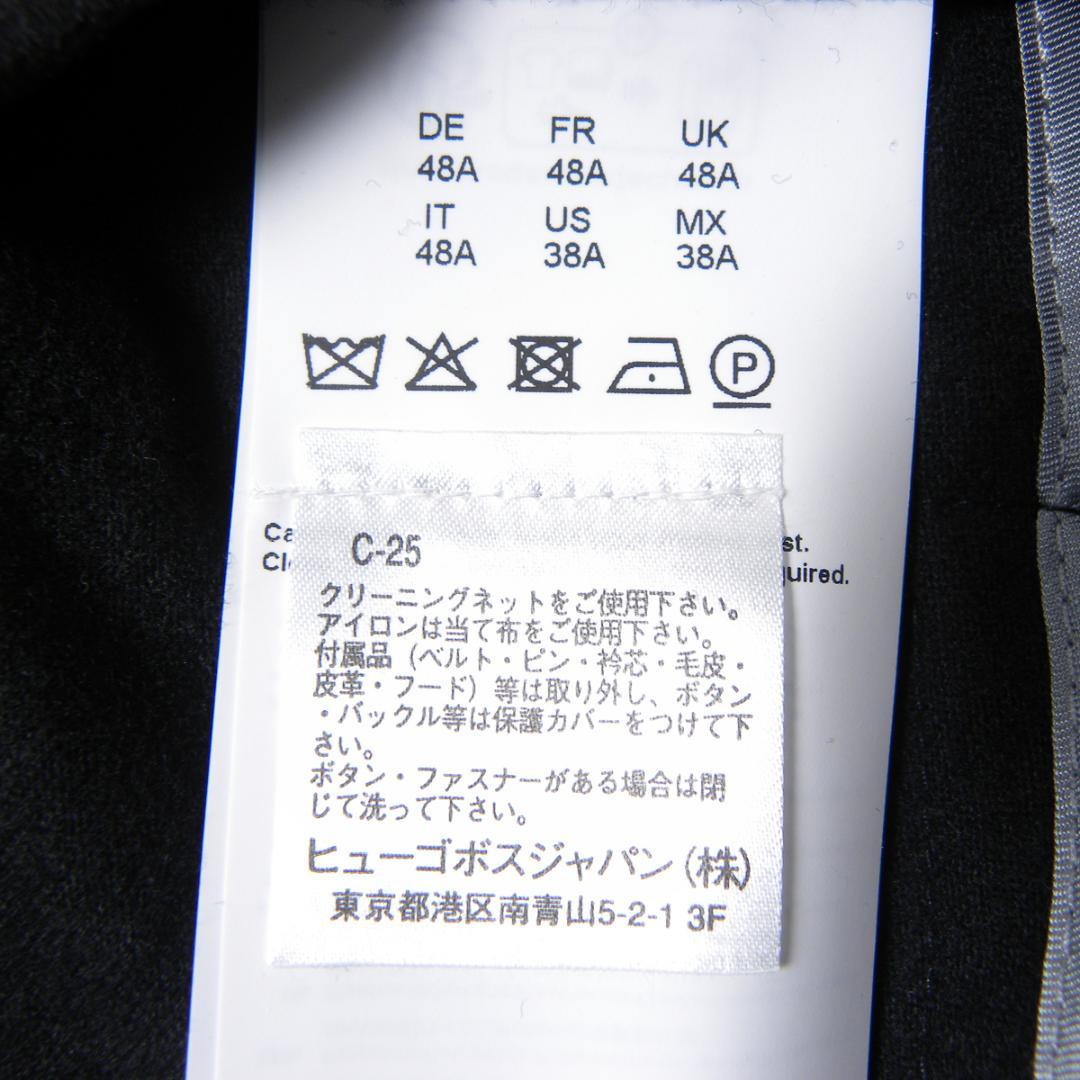 DE FR UK
48A 48A 48A
IT US MX
48A 38A 38A
P
C-25
クリーニングネットをご使用下さい。
アイロンは当て布をご使用下さい。
付属品（ベルト・ピン・衿芯・毛皮・
皮革・フード）等は取り外し、ボタン
・バックル等は保護カバーをつけて下
さい。
ボタン・ファスナーがある場合は閉
じて洗って下さい。
ヒューゴボスジャパン(株)
東京都港区南青山5-2-1 3F